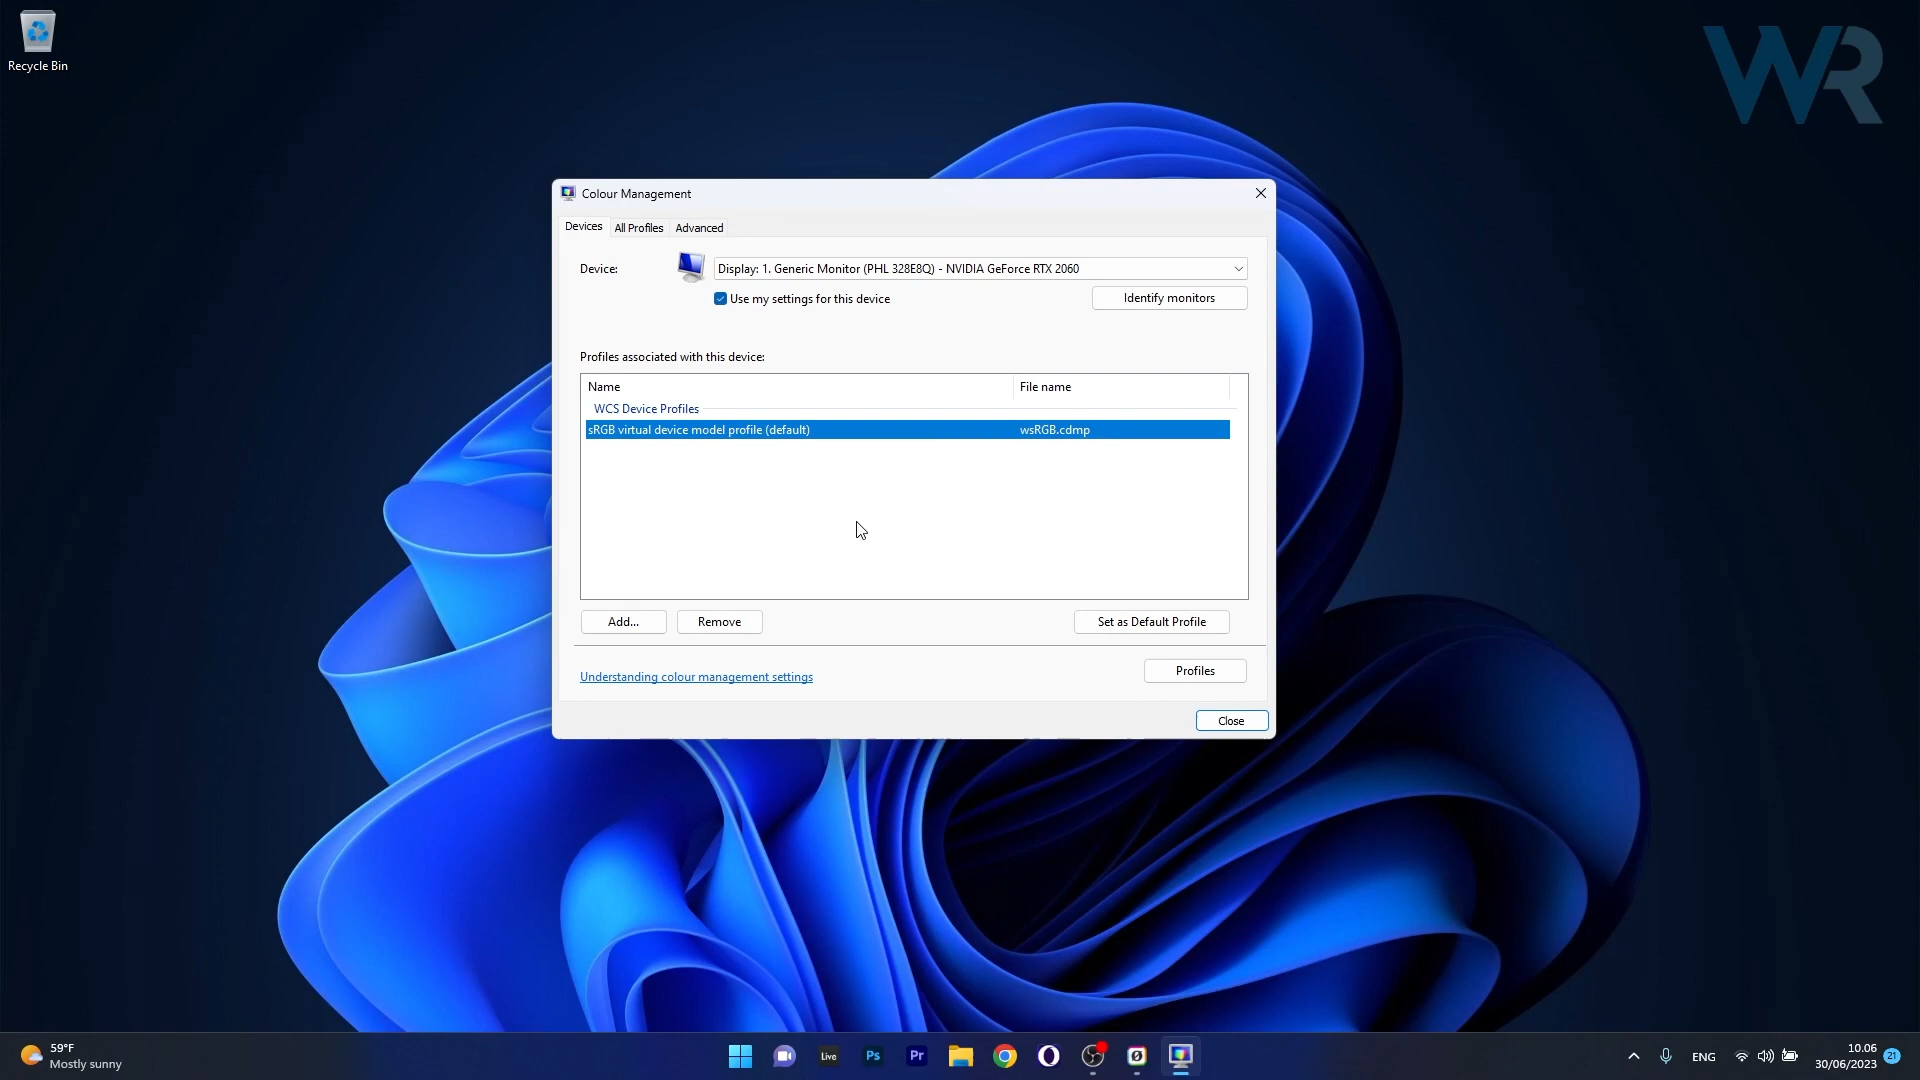 Recycle Bin
WR
Colour Management
Devices All Profiles Advanced
Device: Display: 1. Generic Monitor (PHL 328E8Q) - NVIDIA GeForce RTX 2060
Use my settings for this device Identify monitors
Profiles associated with this device:
Name File name
WCS Device Profiles
sRGB virtual device model profile (default) wsRGB.cdmp
Add... Remove Set as Default Profile
Understanding colour management settings Profiles
Close
59°F
Mostly sunny
Live Ps Pr
ENG
10.06
30/06/2023 21